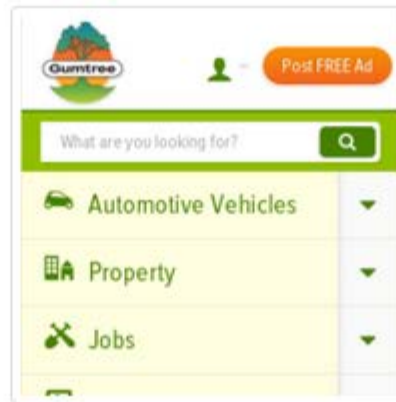 Gumtree
Post FREE Ad
What are you looking for?
Automotive Vehicles
Property
Jobs